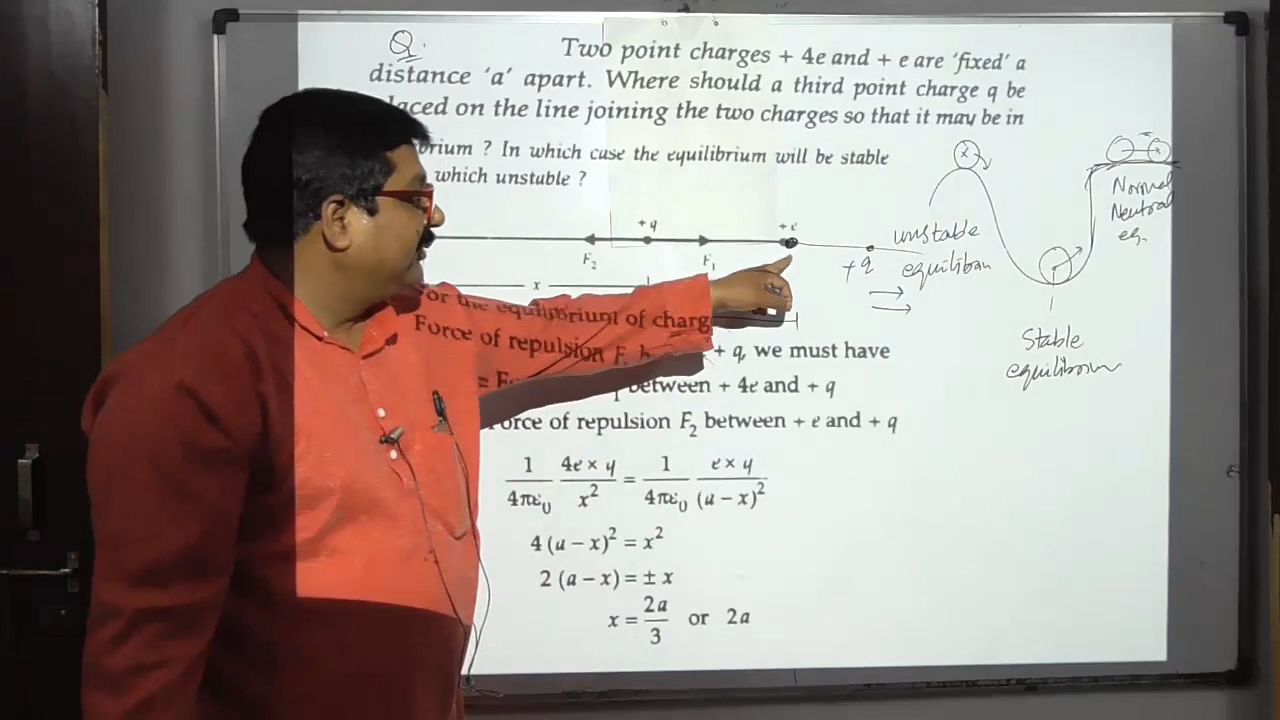 Q.
Two point charges + 4e and + e are 'fixed' a
distance 'a' apart. Where should a third point charge q be
laced on the line joining the two charges so that it may be in
orium ? In which case the equilibrium will be stable
which unstable ?
+ q
+ e
F2
F1
x
+q
unstable
equilibrium
Stable
equilibrium
Normal
Neutral
eq.
For the equilibrium of charg
+ q, we must have
Force of repulsion F
between + 4e and + q
orce of repulsion F2 between + e and + q
1/4πε0 4e × q/x² = 1/4πε0 e × q/(a − x)²
4 (a − x)² = x²
2 (a − x) = ± x
x = 2a/3 or 2a